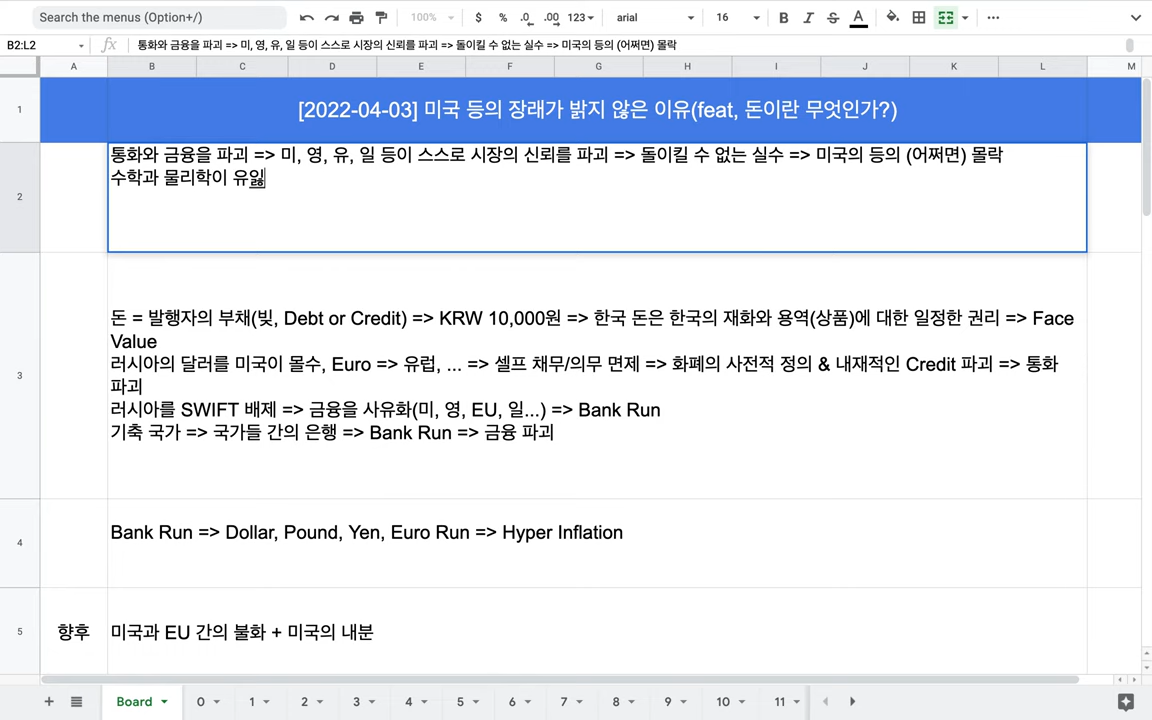 Search the menus (Option+/)
100%
$ % .0 .00 123
arial
16
B I S A
B2:L2
fx
통화와 금융을 파괴 => 미, 영, 유, 일 등이 스스로 시장의 신뢰를 파괴 => 돌이킬 수 없는 실수 => 미국의 등의 (어쩌면) 몰락
A B C D E F G H I J K L M
1
[2022-04-03] 미국 등의 장래가 밝지 않은 이유(feat, 돈이란 무엇인가?)
2
통화와 금융을 파괴 => 미, 영, 유, 일 등이 스스로 시장의 신뢰를 파괴 => 돌이킬 수 없는 실수 => 미국의 등의 (어쩌면) 몰락
수학과 물리학이 유잃
3
돈 = 발행자의 부채(빚, Debt or Credit) => KRW 10,000원 => 한국 돈은 한국의 재화와 용역(상품)에 대한 일정한 권리 => Face
Value
러시아의 달러를 미국이 몰수, Euro => 유럽, ... => 셀프 채무/의무 면제 => 화폐의 사전적 정의 & 내재적인 Credit 파괴 => 통화
파괴
러시아를 SWIFT 배제 => 금융을 사유화(미, 영, EU, 일...) => Bank Run
기축 국가 => 국가들 간의 은행 => Bank Run => 금융 파괴
4
Bank Run => Dollar, Pound, Yen, Euro Run => Hyper Inflation
5
향후
미국과 EU 간의 불화 + 미국의 내분
Board 0 1 2 3 4 5 6 7 8 9 10 11